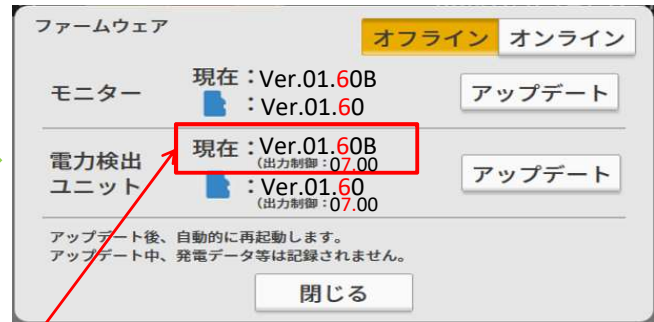 ファームウェア
オフライン オンライン
モニター
現在：Ver.01.60B
：Ver.01.60
アップデート
電力検出
ユニット
現在：Ver.01.60B
（出力制御：07.00
：Ver.01.60
（出力制御：07.00
アップデート
アップデート後、自動的に再起動します。
アップデート中、発電データ等は記録されません。
閉じる